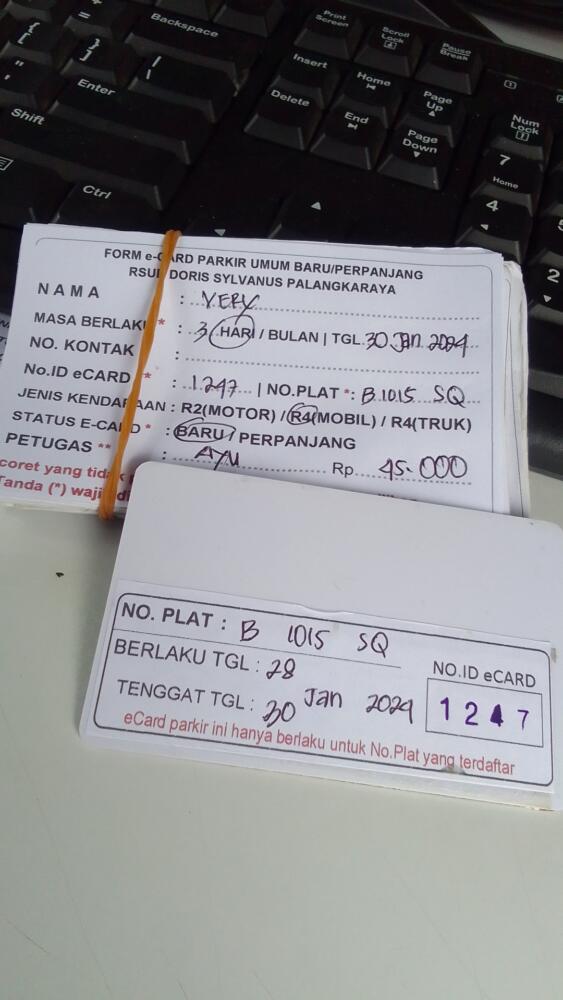 Backspace
Enter
Shift
Ctrl
Print
Screen
Scroll
Lock
Pause
Break
Insert
Home
Page
Up
Delete
End
Page
Down
Num
Lock
7
Home
4
2
FORM e-CARD PARKIR UMUM BARU/PERPANJANG
RSUD DORIS SYLVANUS PALANGKARAYA
NAMA : VERY
MASA BERLAKU * : 3 HARI / BULAN | TGL. 30 Jan 2024
NO. KONTAK :
No.ID eCARD * : 1247 | NO.PLAT *: B 1015 SQ
JENIS KENDARAAN : R2(MOTOR) / R4(MOBIL) / R4(TRUK)
STATUS E-CARD * : BARU / PERPANJANG
PETUGAS ** : AYU Rp. 45.000
coret yang
Tanda (*)
NO. PLAT : B 1015 SQ
BERLAKU TGL : 28
TENGGAT TGL : 30 Jan 2024
NO.ID eCARD
1247
eCard parkir ini hanya berlaku untuk No.Plat yang terdaftar